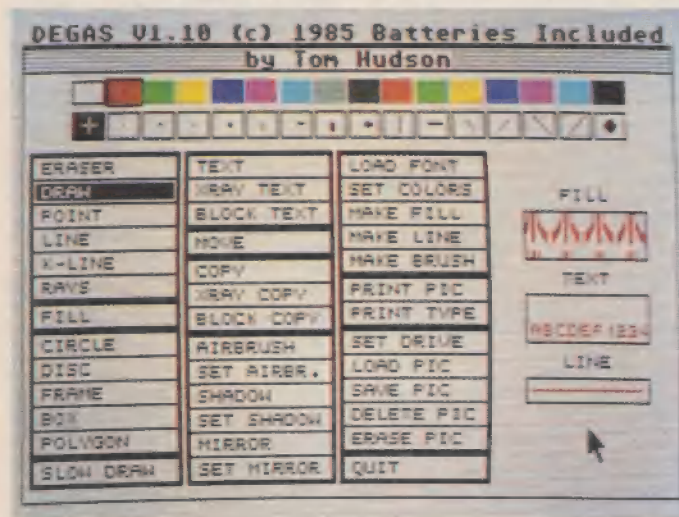 DEGAS V1.10 (c) 1985 Batteries Included
by Tom Hudson
ERASER
DRAW
POINT
LINE
K-LINE
RAYS
FILL
CIRCLE
DISC
FRAME
BOX
POLYGON
SLOW DRAW
TEXT
XRAY TEXT
BLOCK TEXT
MOVE
COPY
XRAY COPY
BLOCK COPY
AIRBRUSH
SET AIRBR.
SHADOW
SET SHADOW
MIRROR
SET MIRROR
LOAD FONT
SET COLORS
MAKE FILL
MAKE LINE
MAKE BRUSH
PRINT PIC
PRINT TYPE
SET DRIVE
LOAD PIC
SAVE PIC
DELETE PIC
ERASE PIC
QUIT
FILL
TEXT
ABCDEF 1234
LINE